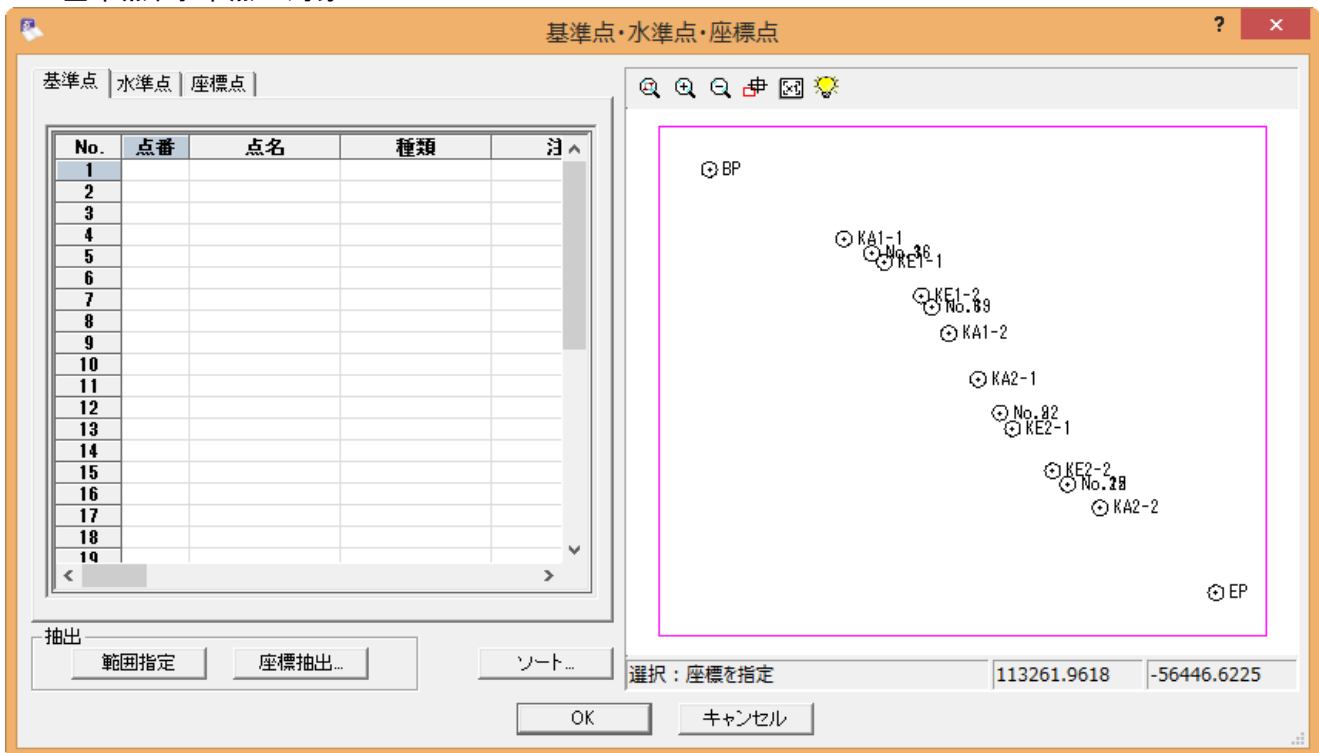 基準点・水準点・座標点
?
×
基準点
水準点
座標点
No. 点番 点名 種類
1
2
3
4
5
6
7
8
9
10
11
12
13
14
15
16
17
18
19
BP
KA1-1
KE1-1
KE1-2
KA1-2
KA2-1
KE2-1
KE2-2
KA2-2
EP
抽出
範囲指定
座標抽出...
ソート...
選択:座標を指定
113261.9618
-56446.6225
OK
キャンセル